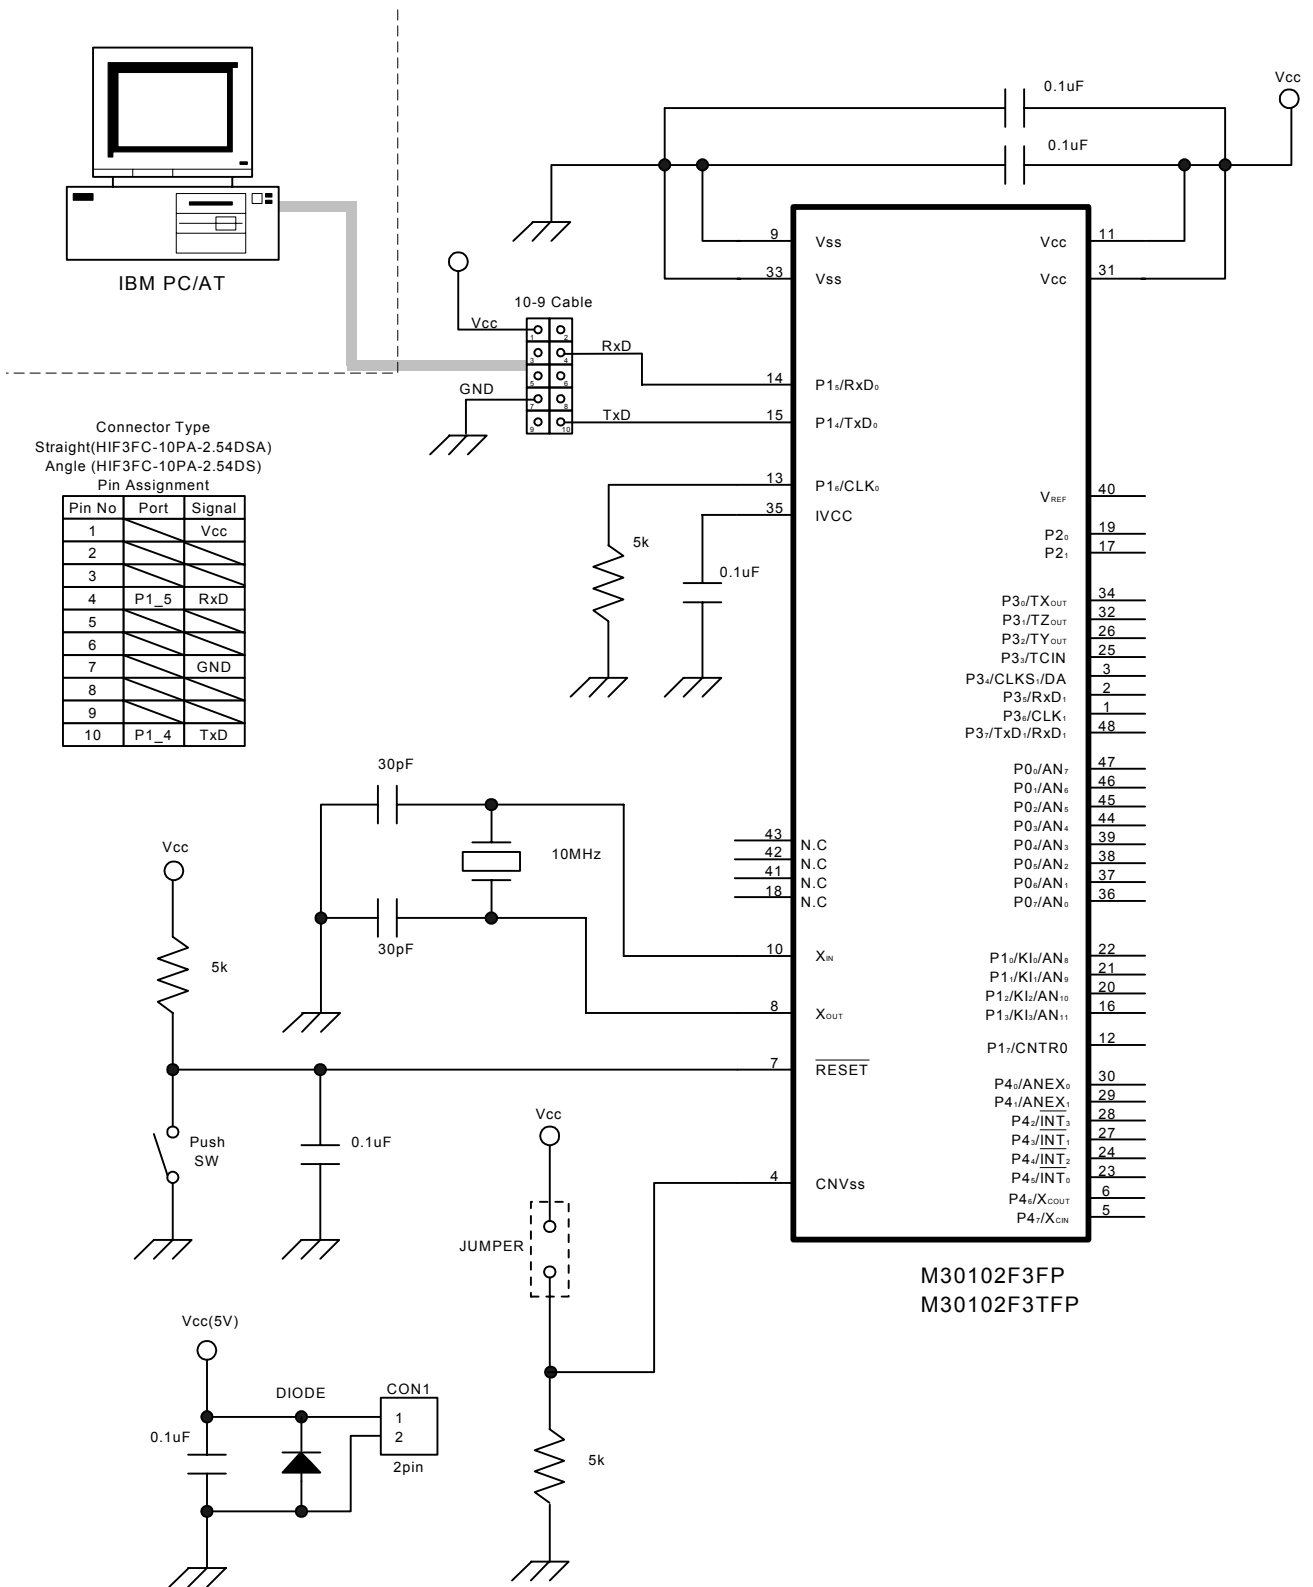 0.1uF
Vcc
0.1uF
IBM PC/AT
9 Vss
Vcc 11
33 Vss
Vcc 31
10-9 Cable
Vcc
1 2
3 4
5 6
7 8
9 10
RxD
GND
TxD
14 P1₅/RxD₀
15 P1₄/TxD₀
Connector Type
Straight(HIF3FC-10PA-2.54DSA)
Angle (HIF3FC-10PA-2.54DS)
Pin Assignment
Pin No Port Signal
1 Vcc
2
3
4 P1_5 RxD
5
6
7 GND
8
9
10 P1_4 TxD
13 P1₆/CLK₀
35 IVCC
5k
0.1uF
VREF 40
P2₀ 19
P2₁ 17
P3₀/TXOUT 34
P3₁/TZOUT 32
P3₂/TYOUT 26
P3₃/TCIN 25
P3₄/CLKS₁/DA 3
P3₅/RxD₁ 2
P3₆/CLK₁ 1
P3₇/TxD₁/RxD₁ 48
P0₀/AN₇ 47
P0₁/AN₆ 46
P0₂/AN₅ 45
P0₃/AN₄ 44
P0₄/AN₃ 39
P0₅/AN₂ 38
P0₆/AN₁ 37
P0₇/AN₀ 36
30pF
10MHz
30pF
43 N.C
42 N.C
41 N.C
18 N.C
10 XIN
8 XOUT
P1₀/KI₀/AN₈ 22
P1₁/KI₁/AN₉ 21
P1₂/KI₂/AN₁₀ 20
P1₃/KI₃/AN₁₁ 16
P1₇/CNTR0 12
Vcc
5k
7 RESET
Push
SW
0.1uF
P4₀/ANEX₀ 30
P4₁/ANEX₁ 29
P4₂/INT₃ 28
P4₃/INT₁ 27
P4₄/INT₂ 24
P4₅/INT₀ 23
P4₆/XCOUT 6
P4₇/XCIN 5
Vcc
4 CNVss
JUMPER
M30102F3FP
M30102F3TFP
Vcc(5V)
DIODE
CON1
1
2
0.1uF
2pin
5k